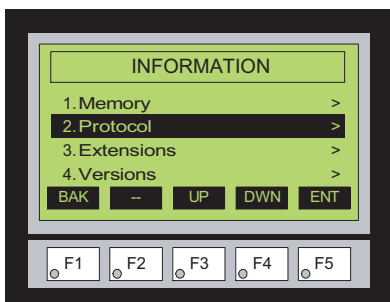 INFORMATION
1. Memory >
2. Protocol >
3. Extensions >
4. Versions >
BAK -- UP DWN ENT
F1 F2 F3 F4 F5